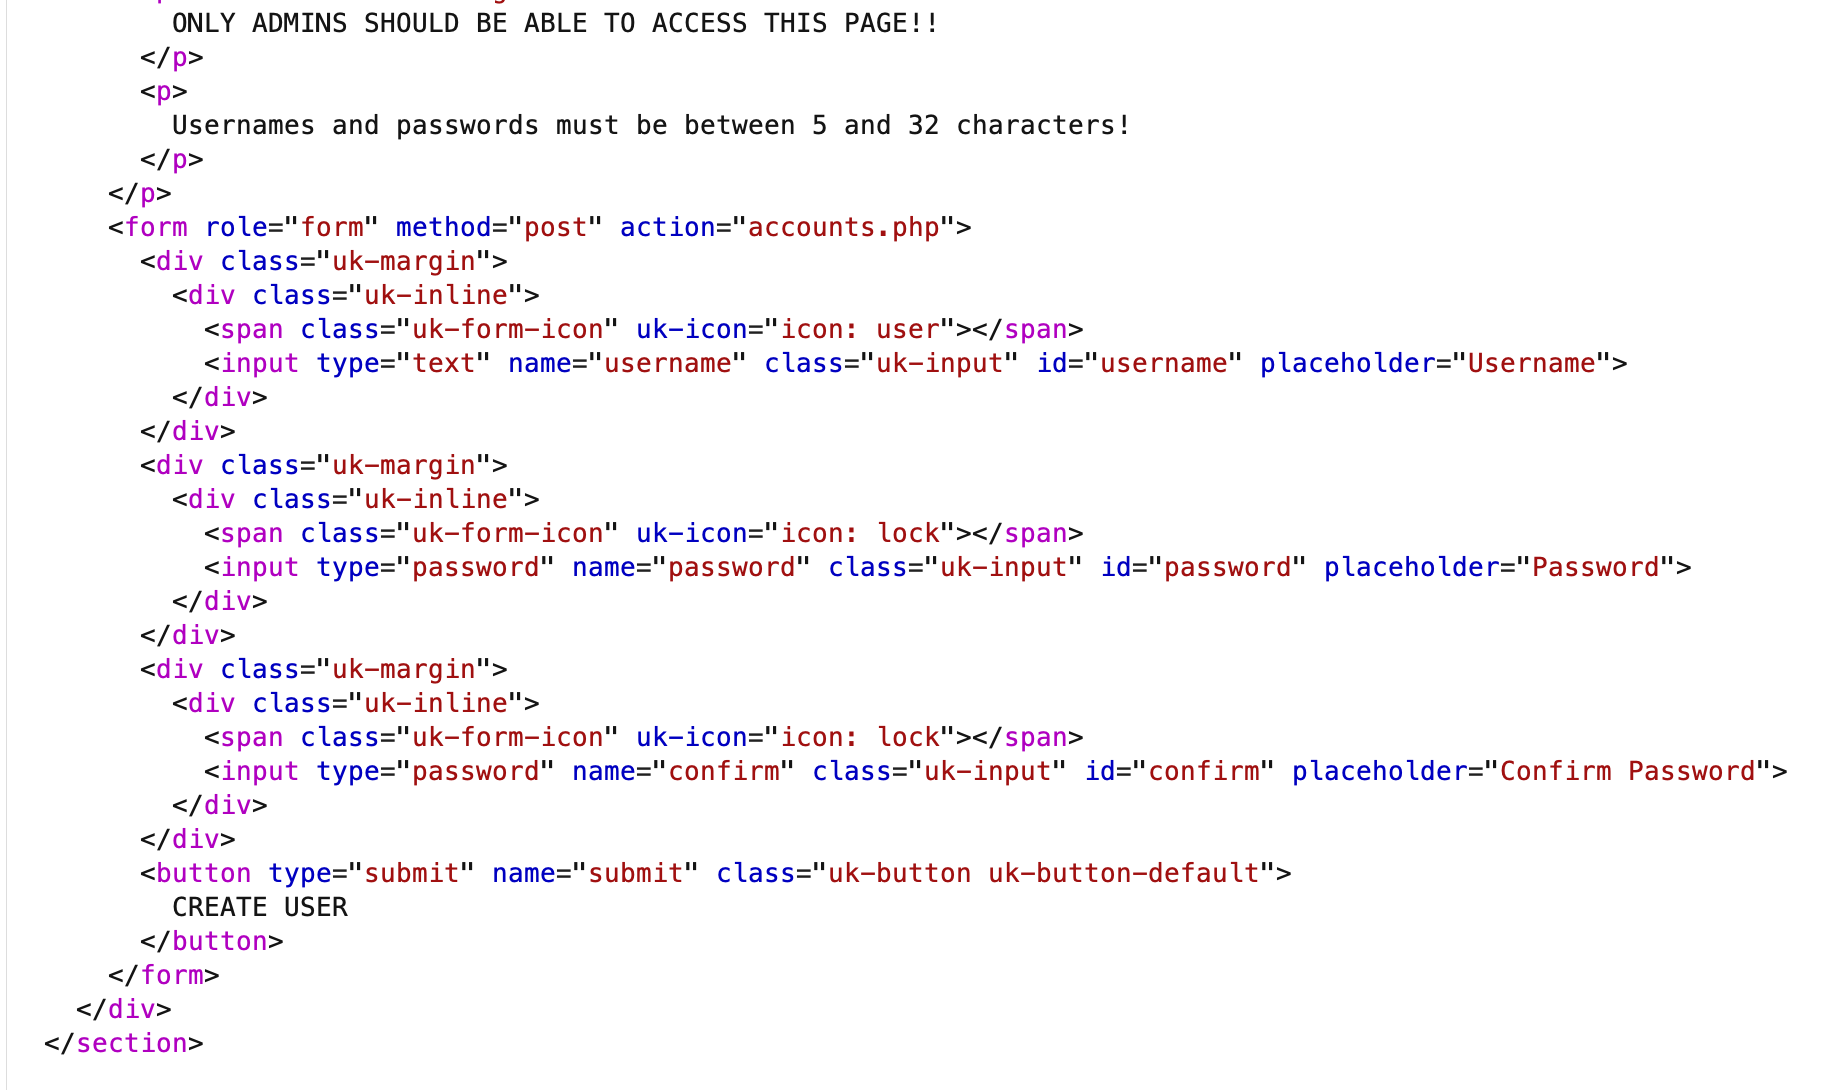 ONLY ADMINS SHOULD BE ABLE TO ACCESS THIS PAGE!!
</p>
<p>
Usernames and passwords must be between 5 and 32 characters!
</p>
</p>
<form role="form" method="post" action="accounts.php">
<div class="uk-margin">
<div class="uk-inline">
<span class="uk-form-icon" uk-icon="icon: user"></span>
<input type="text" name="username" class="uk-input" id="username" placeholder="Username">
</div>
</div>
<div class="uk-margin">
<div class="uk-inline">
<span class="uk-form-icon" uk-icon="icon: lock"></span>
<input type="password" name="password" class="uk-input" id="password" placeholder="Password">
</div>
</div>
<div class="uk-margin">
<div class="uk-inline">
<span class="uk-form-icon" uk-icon="icon: lock"></span>
<input type="password" name="confirm" class="uk-input" id="confirm" placeholder="Confirm Password">
</div>
</div>
<button type="submit" name="submit" class="uk-button uk-button-default">
CREATE USER
</button>
</form>
</div>
</section>